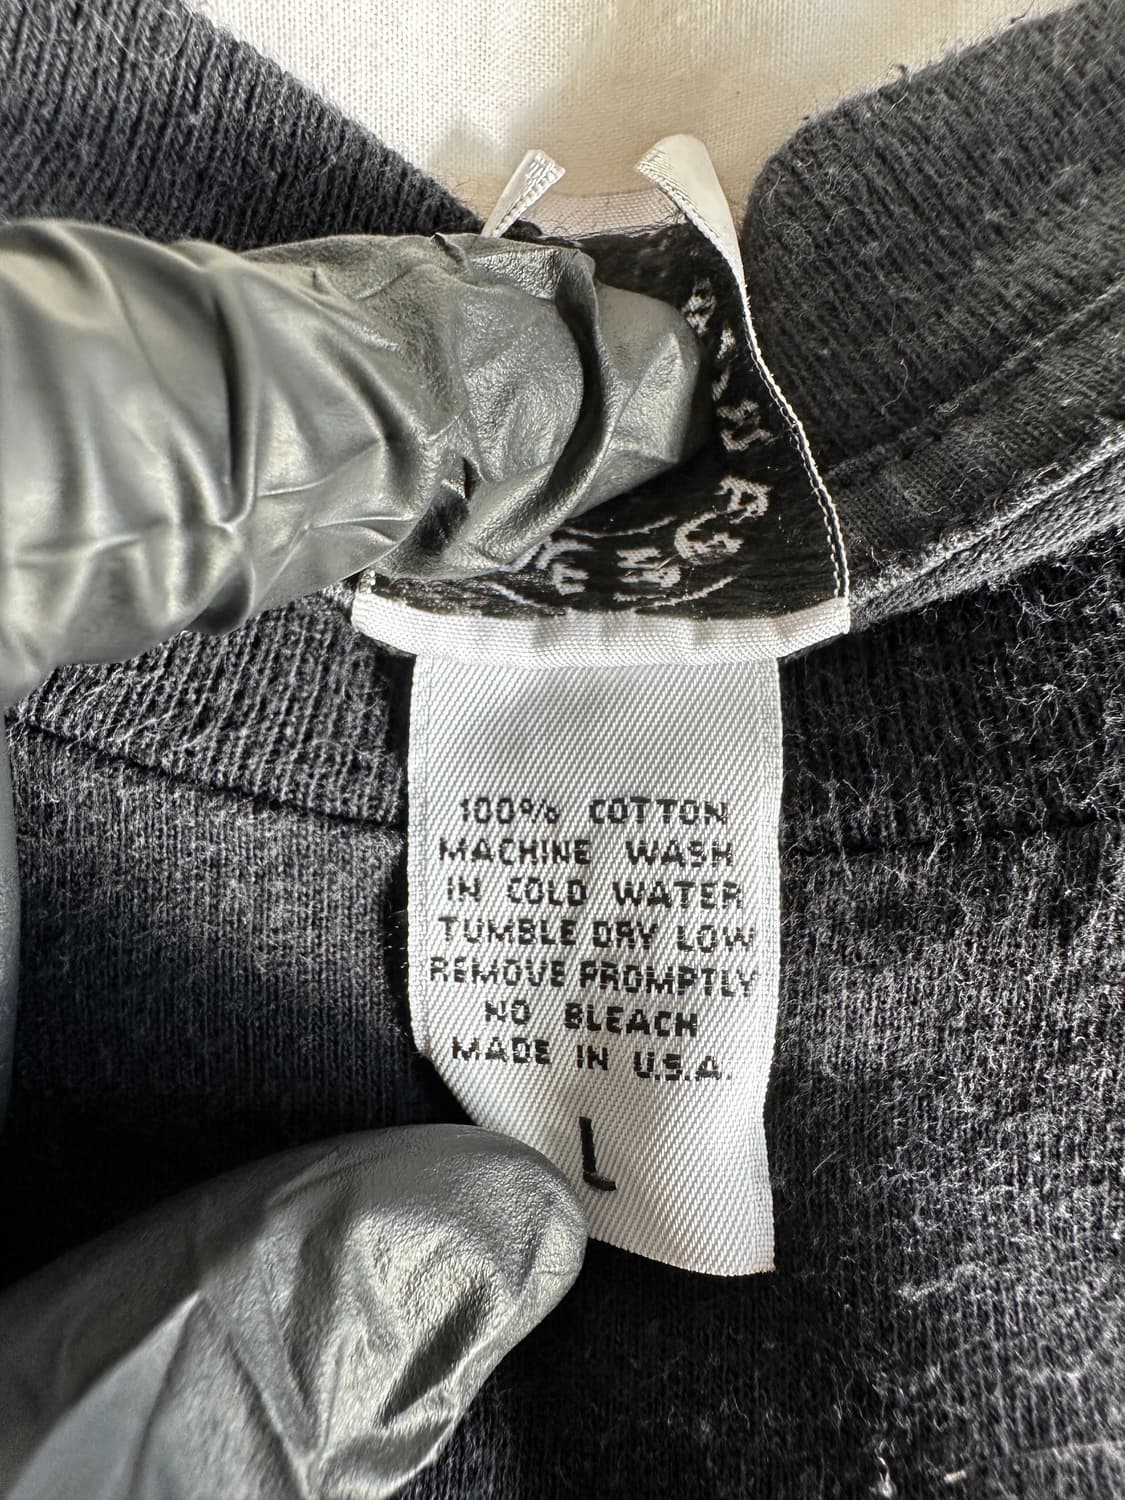 100% COTTON
MACHINE WASH
IN COLD WATER
TUMBLE DRY LOW
REMOVE PROMPTLY
NO BLEACH
MADE IN U.S.A.
L